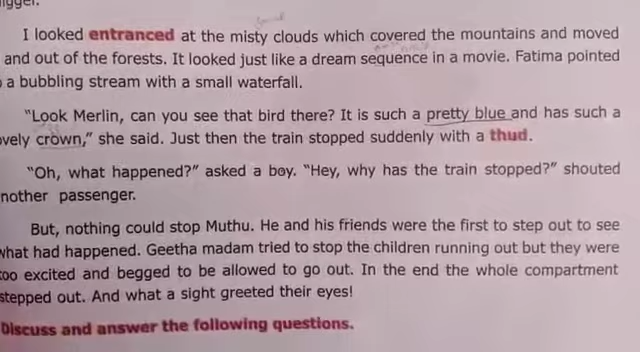 I looked entranced at the misty clouds which covered the mountains and moved
and out of the forests. It looked just like a dream sequence in a movie. Fatima pointed
a bubbling stream with a small waterfall.
"Look Merlin, can you see that bird there? It is such a pretty blue and has such a
vely crown," she said. Just then the train stopped suddenly with a thud.
"Oh, what happened?" asked a boy. "Hey, why has the train stopped?" shouted
nother passenger.
But, nothing could stop Muthu. He and his friends were the first to step out to see
what had happened. Geetha madam tried to stop the children running out but they were
too excited and begged to be allowed to go out. In the end the whole compartment
stepped out. And what a sight greeted their eyes!
Discuss and answer the following questions.